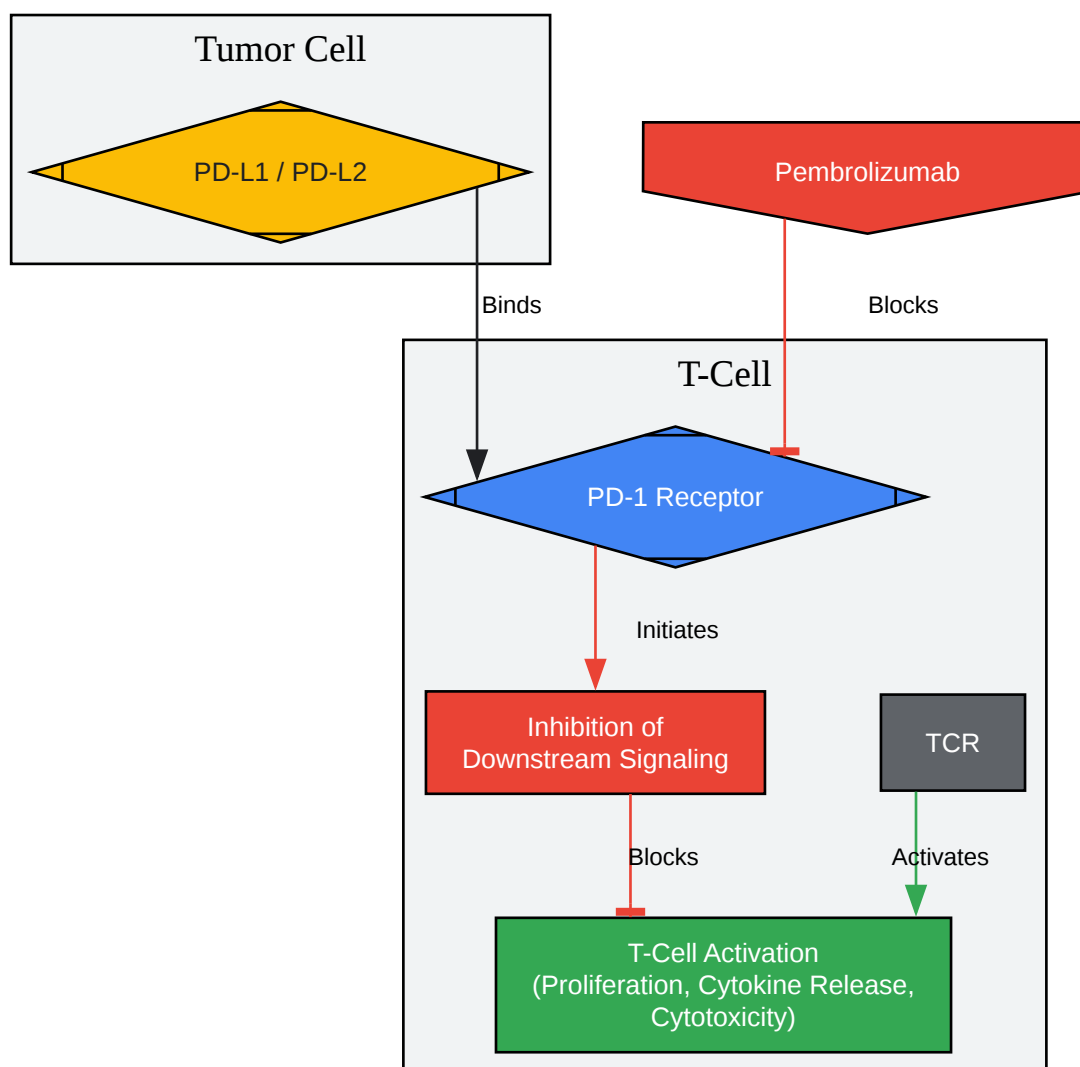 Tumor Cell
PD-L1 / PD-L2
Pembrolizumab
Binds
Blocks
T-Cell
PD-1 Receptor
Initiates
Inhibition of
Downstream Signaling
TCR
Blocks
Activates
T-Cell Activation
(Proliferation, Cytokine Release,
Cytotoxicity)